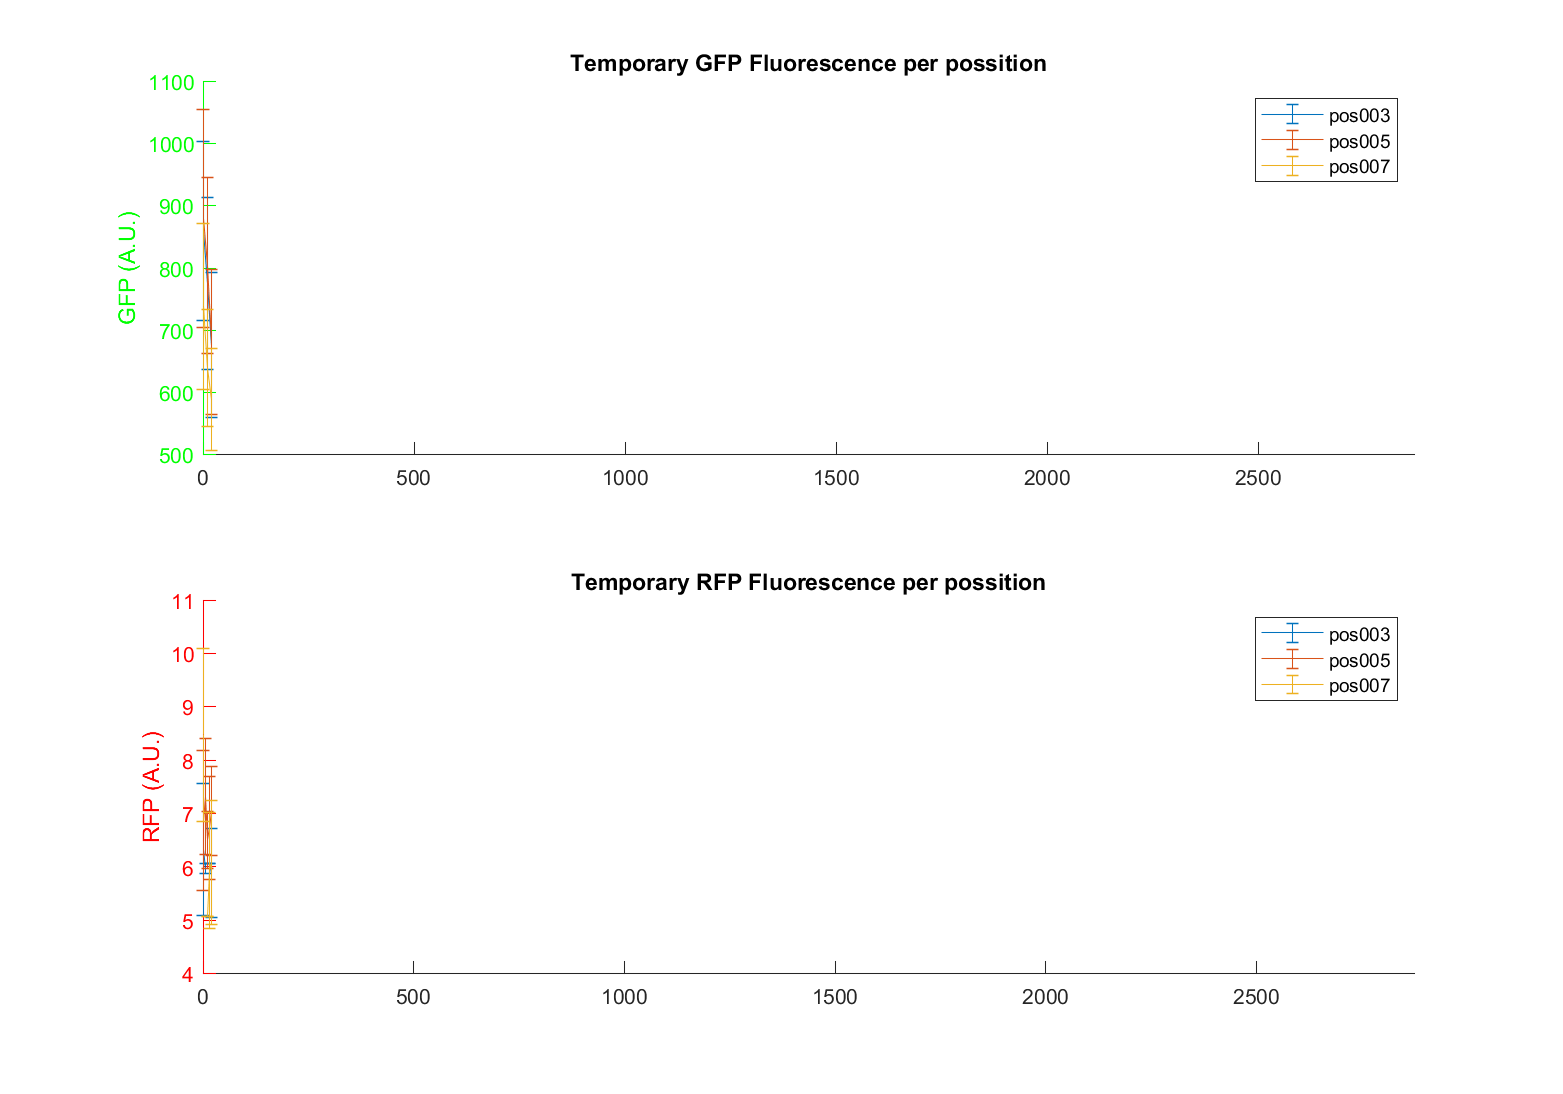 Temporary GFP Fluorescence per possition
1100
1000
900
800
700
600
500
GFP (A.U.)
0 500 1000 1500 2000 2500
pos003
pos005
pos007
Temporary RFP Fluorescence per possition
11
10
9
8
7
6
5
4
RFP (A.U.)
0 500 1000 1500 2000 2500
pos003
pos005
pos007